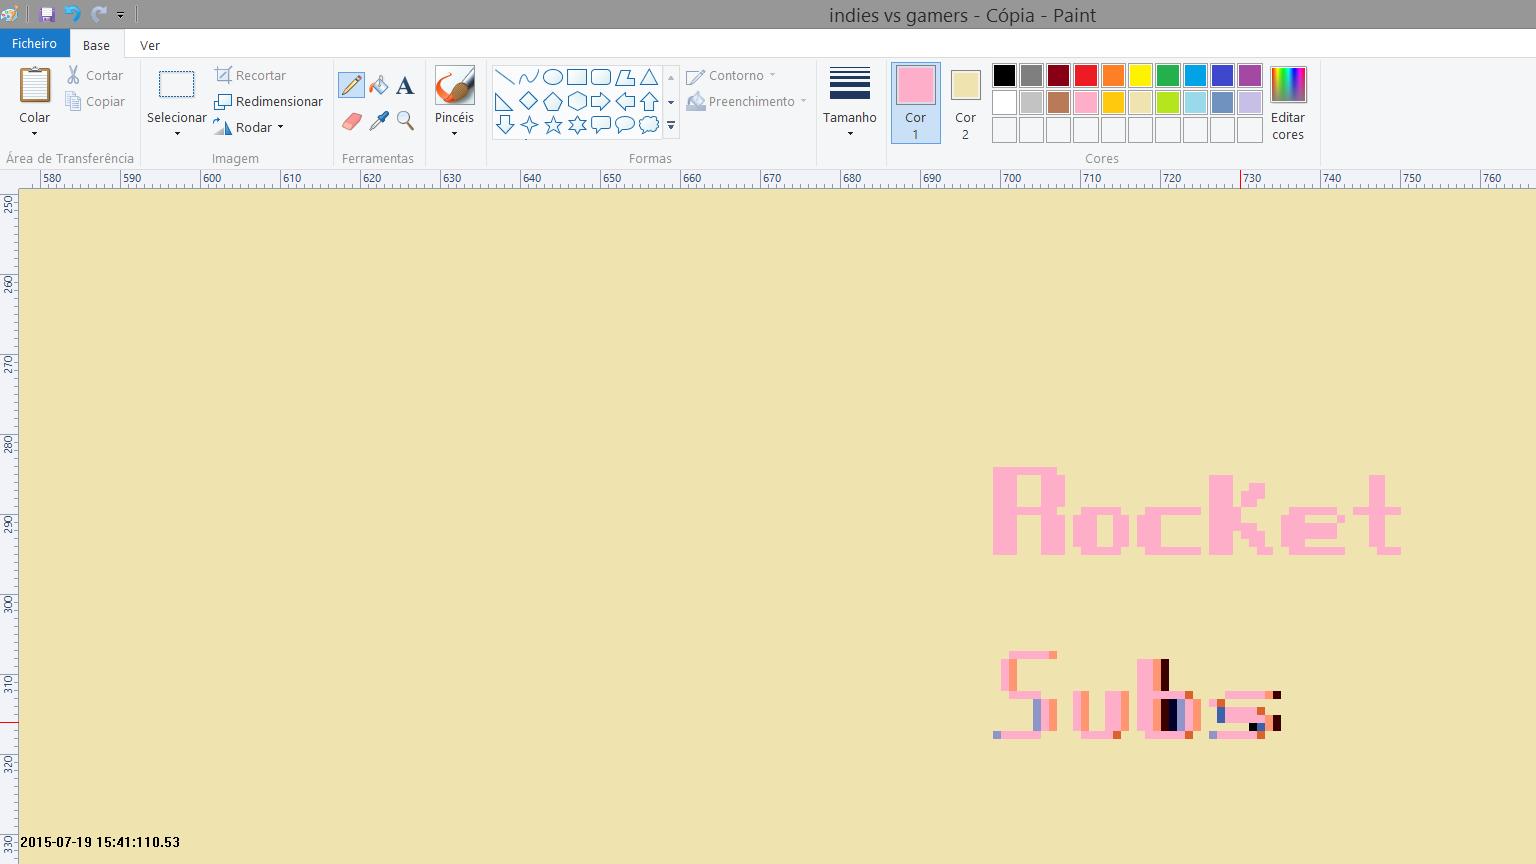 indies vs gamers - Cópia - Paint
Ficheiro Base Ver
Colar
Cortar
Copiar
Área de Transferência
Selecionar
Recortar
Redimensionar
Rodar
Imagem
A
Ferramentas
Pincéis
Formas
Contorno
Preenchimento
Tamanho
Cor 1
Cor 2
Editar cores
Cores
580 590 600 610 620 630 640 650 660 670 680 690 700 710 720 730 740 750 760
250
260
270
280
290
300
310
320
330
Rocket
Subs
2015-07-19 15:41:110.53